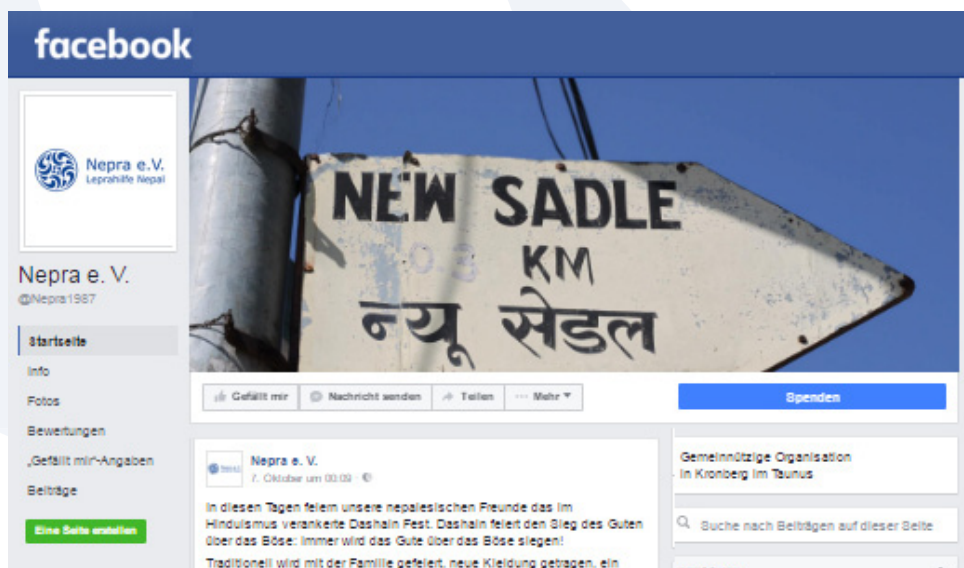 facebook
Nepra e.V.
Leprahilfe Nepal
Nepra e. V.
@Nepra1987
Startseite
Info
Fotos
Bewertungen
„Gefällt mir“-Angaben
Beiträge
Eine Seite erstellen
NEW SADLE
0.3 KM
न्यू सेडल
Gefällt mir
Nachricht senden
Teilen
Mehr
Spenden
Nepra e. V.
7. Oktober um 00:09
In diesen Tagen feiern unsere nepalesischen Freunde das im
Hinduismus verankerte Dashain Fest. Dashain feiert den Sieg des Guten
über das Böse: Immer wird das Gute über das Böse siegen!
Traditionell wird mit der Familie gefeiert, neue Kleidung getragen, ein
Gemeinnützige Organisation
in Kronberg im Taunus
Suche nach Beiträgen auf dieser Seite